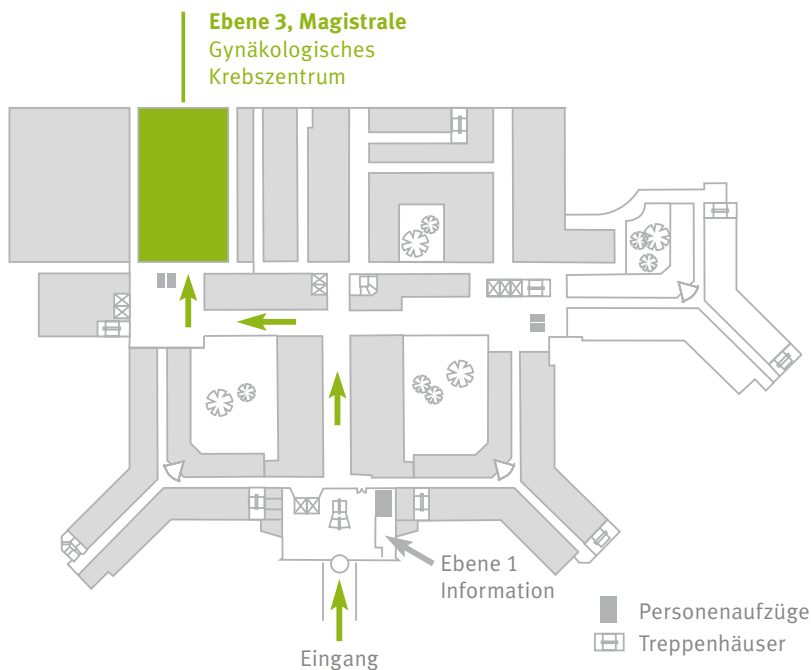 Ebene 3, Magistrale
Gynäkologisches
Krebszentrum
Ebene 1
Information
Eingang
Personenaufzüge
Treppenhäuser